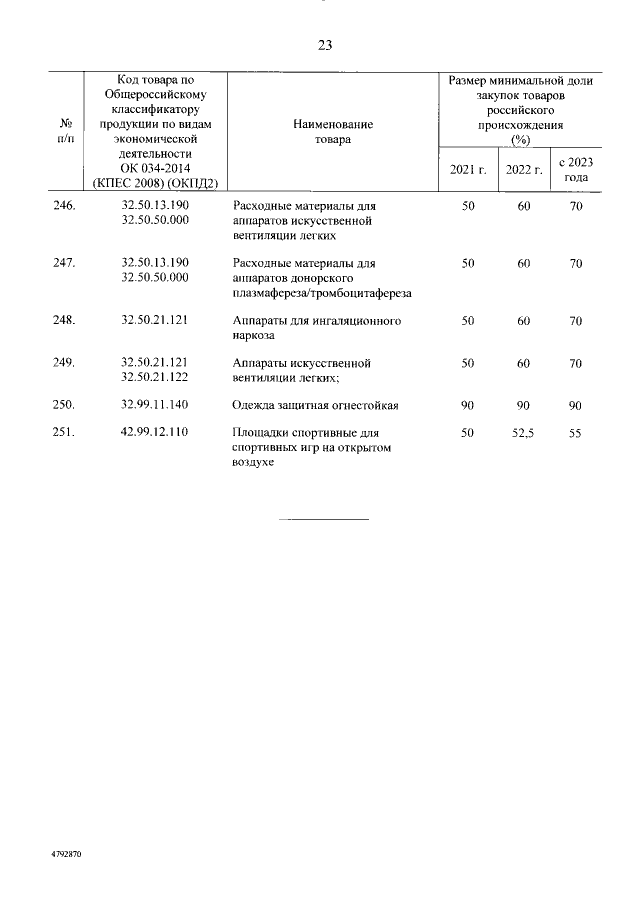 23
№
п/п
Код товара по
Общероссийскому
классификатору
продукции по видам
экономической
деятельности
ОК 034-2014
(КПЕС 2008) (ОКПД2)
Наименование
товара
Размер минимальной доли
закупок товаров
российского
происхождения
(%)
2021 г. 2022 г. с 2023
года
246. 32.50.13.190 Расходные материалы для 50 60 70
32.50.50.000 аппаратов искусственной
вентиляции легких
247. 32.50.13.190 Расходные материалы для 50 60 70
32.50.50.000 аппаратов донорского
плазмафереза/тромбоцитафереза
248. 32.50.21.121 Аппараты для ингаляционного 50 60 70
наркоза
249. 32.50.21.121 Аппараты искусственной 50 60 70
32.50.21.122 вентиляции легких;
250. 32.99.11.140 Одежда защитная огнестойкая 90 90 90
251. 42.99.12.110 Площадки спортивные для 50 52,5 55
спортивных игр на открытом
воздухе
4792870